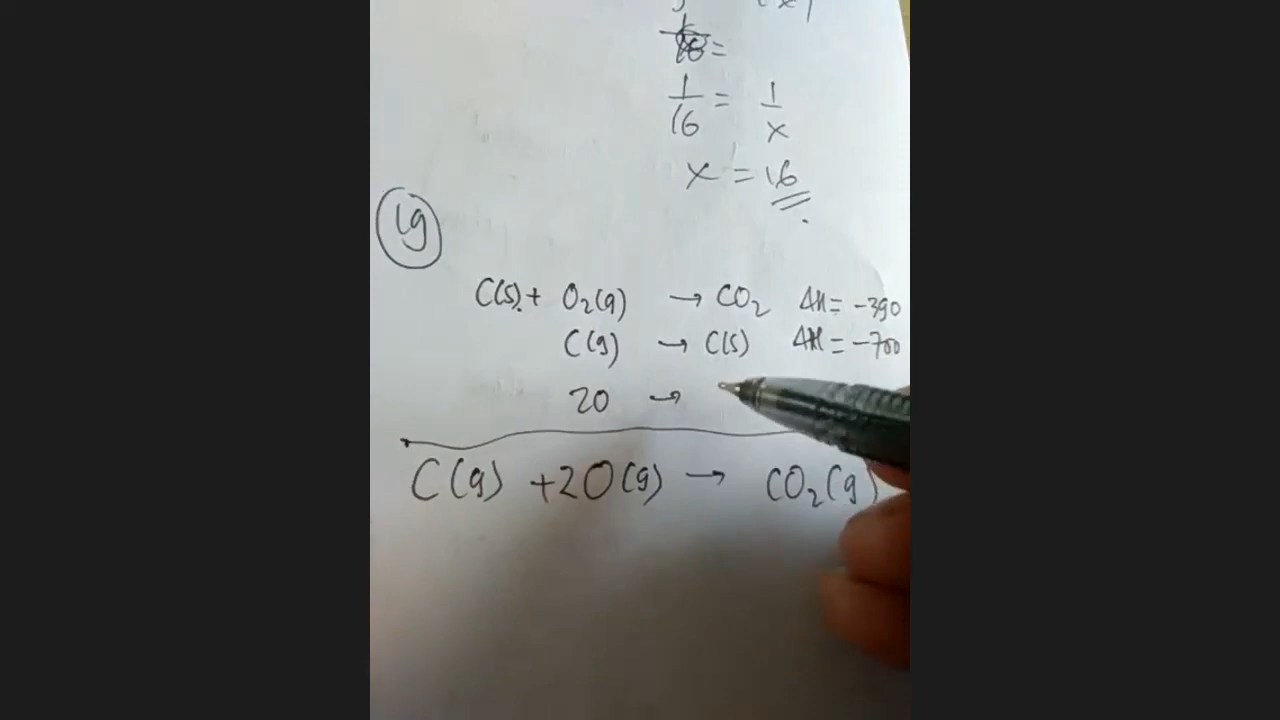 1/16 = 1/x
x = 16
19
C(s) + O₂(g) → CO₂ ΔH = -390
C(g) → C(s) ΔH = -700
2O →
C(g) + 2O(g) → CO₂(g)